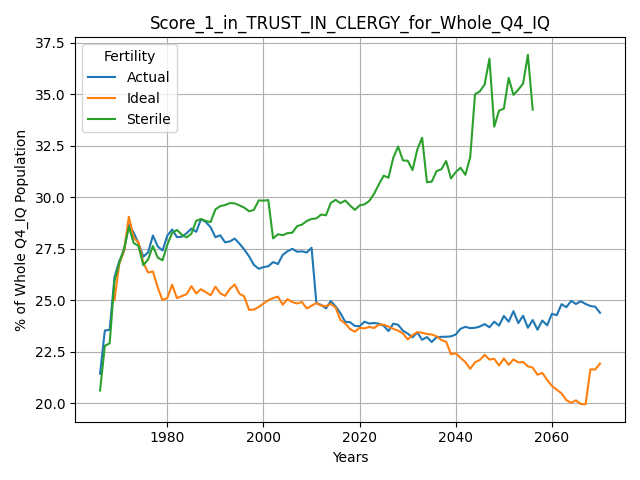 Score_1_in_TRUST_IN_CLERGY_for_Whole_Q4_IQ
37.5
35.0
32.5
30.0
27.5
25.0
22.5
20.0
% of Whole Q4_IQ Population
Fertility
Actual
Ideal
Sterile
1980
2000
2020
2040
2060
Years